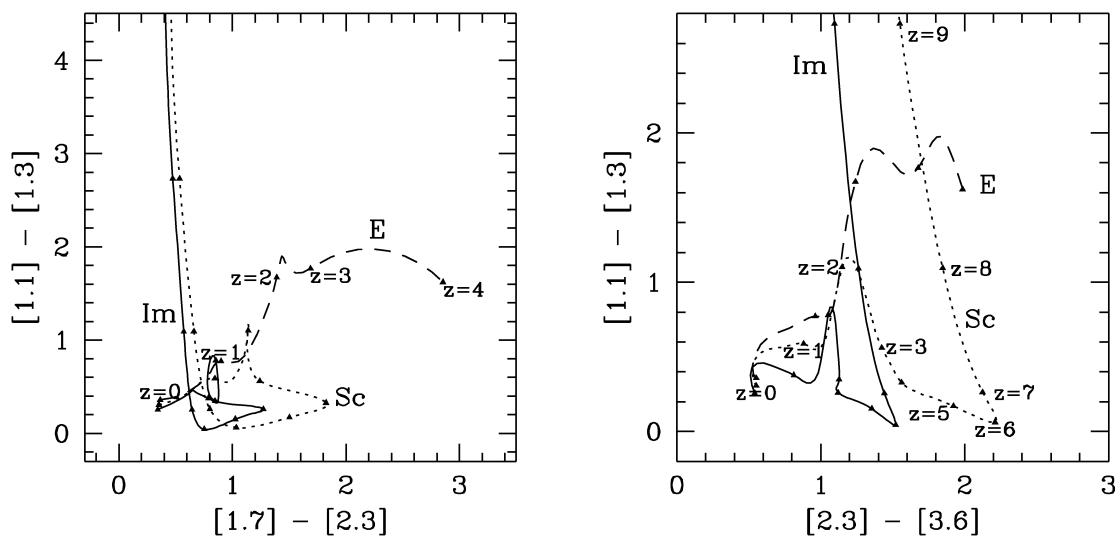 4
3
2
1
0
[1.1] − [1.3]
Im
E
z=2
z=3
z=4
z=1
z=0
Sc
0
1
2
3
[1.7] − [2.3]
2
1
0
[1.1] − [1.3]
z=9
Im
E
z=2
z=8
Sc
z=3
z=1
z=0
z=7
z=5
z=6
0
1
2
3
[2.3] − [3.6]